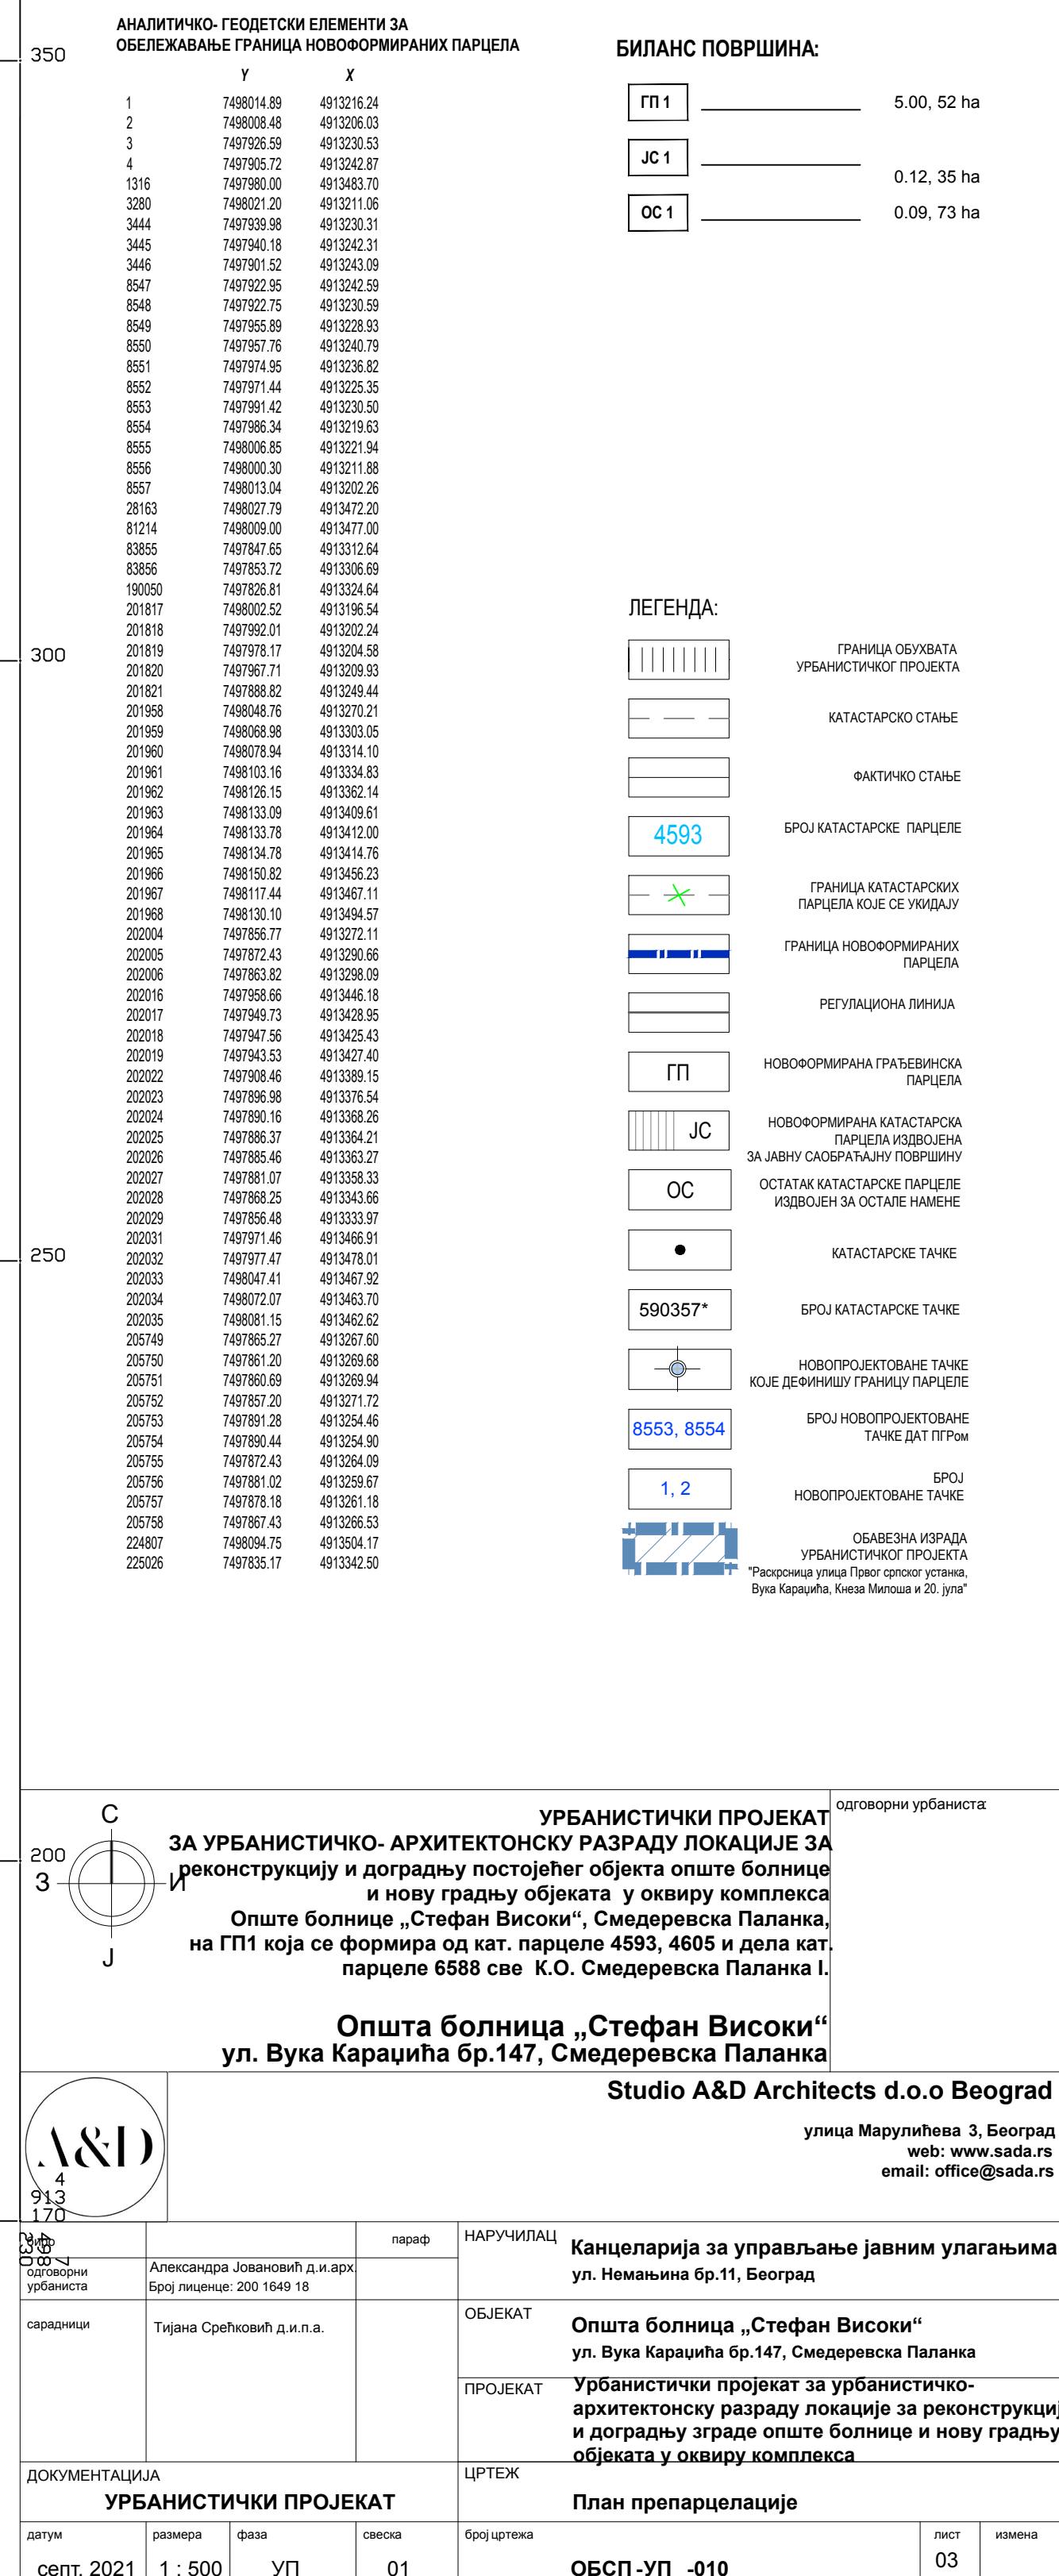 АНАЛИТИЧКО- ГЕОДЕТСКИ ЕЛЕМЕНТИ ЗА
ОБЕЛЕЖАВАЊЕ ГРАНИЦА НОВОФОРМИРАНИХ ПАРЦЕЛА
Y X
1 7498014.89 4913216.24
2 7498008.48 4913206.03
3 7497926.59 4913230.53
4 7497905.72 4913242.87
1316 7497980.00 4913483.70
3280 7498021.20 4913211.06
3444 7497939.98 4913230.31
3445 7497940.18 4913242.31
3446 7497901.52 4913243.09
8547 7497922.95 4913242.59
8548 7497922.75 4913230.59
8549 7497955.89 4913228.93
8550 7497957.76 4913240.79
8551 7497974.95 4913236.82
8552 7497971.44 4913225.35
8553 7497991.42 4913230.50
8554 7497986.34 4913219.63
8555 7498006.85 4913221.94
8556 7498000.30 4913211.88
8557 7498013.04 4913202.26
28163 7498027.79 4913472.20
81214 7498009.00 4913477.00
83855 7497847.65 4913312.64
83856 7497853.72 4913306.69
190050 7497826.81 4913324.64
201817 7498002.52 4913196.54
201818 7497992.01 4913202.24
201819 7497978.17 4913204.58
201820 7497967.71 4913209.93
201821 7497888.82 4913249.44
201958 7498048.76 4913270.21
201959 7498068.98 4913303.05
201960 7498078.94 4913314.10
201961 7498103.16 4913334.83
201962 7498126.15 4913362.14
201963 7498133.09 4913409.61
201964 7498133.78 4913412.00
201965 7498134.78 4913414.76
201966 7498150.82 4913456.23
201967 7498117.44 4913467.11
201968 7498130.10 4913494.57
202004 7497856.77 4913272.11
202005 7497872.43 4913290.66
202006 7497863.82 4913298.09
202016 7497958.66 4913446.18
202017 7497949.73 4913428.95
202018 7497947.56 4913425.43
202019 7497943.53 4913427.40
202022 7497908.46 4913389.15
202023 7497896.98 4913376.54
202024 7497890.16 4913368.26
202025 7497886.37 4913364.21
202026 7497885.46 4913363.27
202027 7497881.07 4913358.33
202028 7497868.25 4913343.66
202029 7497856.48 4913333.97
202031 7497971.46 4913466.91
202032 7497977.47 4913478.01
202033 7498047.41 4913467.92
202034 7498072.07 4913463.70
202035 7498081.15 4913462.62
205749 7497865.27 4913267.60
205750 7497861.20 4913269.68
205751 7497860.69 4913269.94
205752 7497857.20 4913271.72
205753 7497891.28 4913254.46
205754 7497890.44 4913254.90
205755 7497872.43 4913264.09
205756 7497881.02 4913259.67
205757 7497878.18 4913261.18
205758 7497867.43 4913266.53
224807 7498094.75 4913504.17
225026 7497835.17 4913342.50
350
300
250
200
БИЛАНС ПОВРШИНА:
ГП 1 5.00, 52 ha
ЈС 1 0.12, 35 ha
ОС 1 0.09, 73 ha
ЛЕГЕНДА:
ГРАНИЦА ОБУХВАТА
УРБАНИСТИЧКОГ ПРОЈЕКТА
КАТАСТАРСКО СТАЊЕ
ФАКТИЧКО СТАЊЕ
4593 БРОЈ КАТАСТАРСКЕ ПАРЦЕЛЕ
ГРАНИЦА КАТАСТАРСКИХ
ПАРЦЕЛА КОЈЕ СЕ УКИДАЈУ
ГРАНИЦА НОВОФОРМИРАНИХ
ПАРЦЕЛА
РЕГУЛАЦИОНА ЛИНИЈА
ГП НОВОФОРМИРАНА ГРАЂЕВИНСКА
ПАРЦЕЛА
ЈС НОВОФОРМИРАНА КАТАСТАРСКА
ПАРЦЕЛА ИЗДВОЈЕНА
ЗА ЈАВНУ САОБРАЋАЈНУ ПОВРШИНУ
ОС ОСТАТАК КАТАСТАРСКЕ ПАРЦЕЛЕ
ИЗДВОЈЕН ЗА ОСТАЛЕ НАМЕНЕ
КАТАСТАРСКЕ ТАЧКЕ
590357* БРОЈ КАТАСТАРСКЕ ТАЧКЕ
НОВОПРОЈЕКТОВАНЕ ТАЧКЕ
КОЈЕ ДЕФИНИШУ ГРАНИЦУ ПАРЦЕЛЕ
8553, 8554 БРОЈ НОВОПРОЈЕКТОВАНЕ
ТАЧКЕ ДАТ ПГРом
1, 2 БРОЈ
НОВОПРОЈЕКТОВАНЕ ТАЧКЕ
ОБАВЕЗНА ИЗРАДА
УРБАНИСТИЧКОГ ПРОЈЕКТА
"Раскрсница улица Првог српског устанка,
Вука Караџића, Кнеза Милоша и 20. јула"
С
З
И
Ј
УРБАНИСТИЧКИ ПРОЈЕКАТ
ЗА УРБАНИСТИЧКО- АРХИТЕКТОНСКУ РАЗРАДУ ЛОКАЦИЈЕ ЗА
реконструкцију и доградњу постојећег објекта опште болнице
и нову градњу објеката у оквиру комплекса
Опште болнице „Стефан Високи“, Смедеревска Паланка,
на ГП1 која се формира од кат. парцеле 4593, 4605 и дела кат.
парцеле 6588 све К.О. Смедеревска Паланка I.
Општа болница „Стефан Високи“
ул. Вука Караџића бр.147, Смедеревска Паланка
одговорни урбаниста:
A&D
Studio A&D Architects d.o.o Beograd
улица Марулићева 3, Београд
web: www.sada.rs
email: office@sada.rs
4
913
170
7
498
230
параф
одговорни
урбаниста
Александра Јовановић д.и.арх.
Број лиценце: 200 1649 18
сарадници
Тијана Срећковић д.и.п.а.
НАРУЧИЛАЦ
Канцеларија за управљање јавним улагањима
ул. Немањина бр.11, Београд
ОБЈЕКАТ
Општа болница „Стефан Високи“
ул. Вука Караџића бр.147, Смедеревска Паланка
ПРОЈЕКАТ
Урбанистички пројекат за урбанистичко-
архитектонску разраду локације за реконструкциј
и доградњу зграде опште болнице и нову градњу
објеката у оквиру комплекса
ДОКУМЕНТАЦИЈА
УРБАНИСТИЧКИ ПРОЈЕКАТ
ЦРТЕЖ
План препарцелације
датум размера фаза свеска број цртежа лист измена
септ. 2021 1 : 500 УП 01 ОБСП -УП -010 03